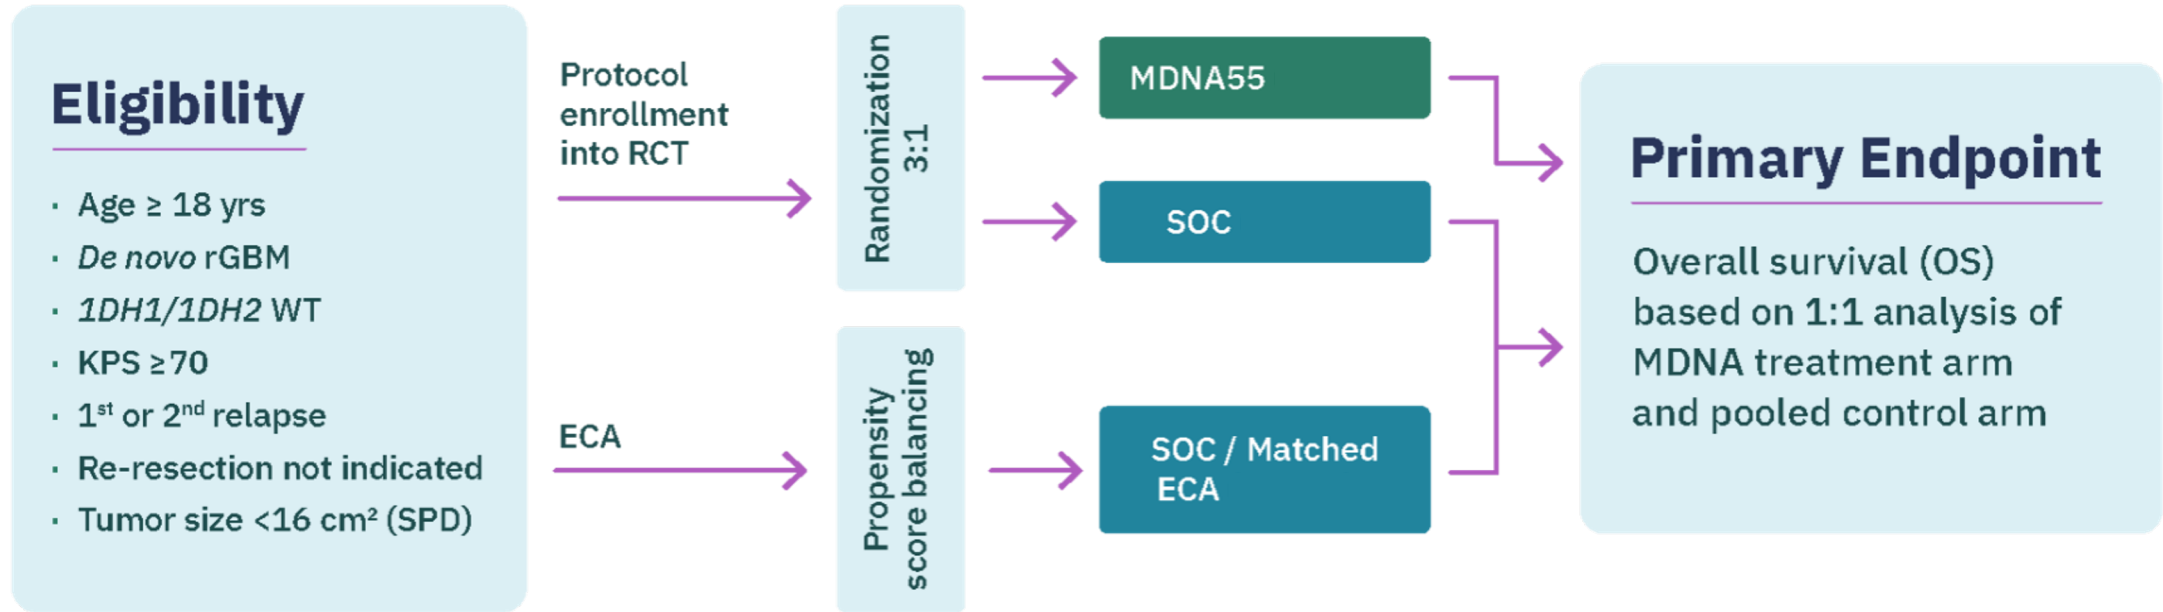 Eligibility
· Age ≥ 18 yrs
· De novo rGBM
· 1DH1/1DH2 WT
· KPS ≥70
· 1st or 2nd relapse
· Re-resection not indicated
· Tumor size <16 cm² (SPD)
Protocol
enrollment
into RCT
ECA
Randomization
3:1
Propensity
score balancing
MDNA55
SOC
SOC / Matched
ECA
Primary Endpoint
Overall survival (OS)
based on 1:1 analysis of
MDNA treatment arm
and pooled control arm